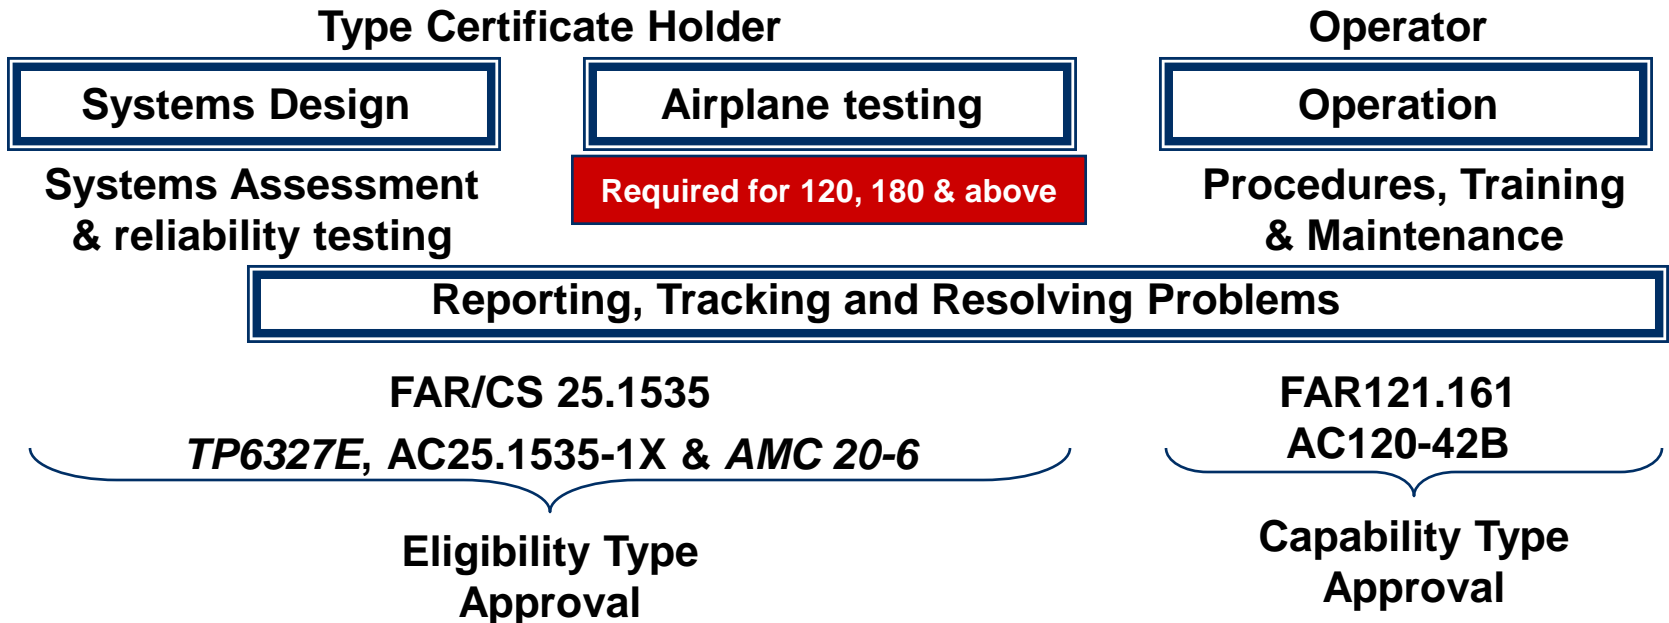 Type Certificate Holder
Operator
Systems Design
Airplane testing
Operation
Systems Assessment
& reliability testing
Required for 120, 180 & above
Procedures, Training
& Maintenance
Reporting, Tracking and Resolving Problems
FAR/CS 25.1535
TP6327E, AC25.1535-1X & AMC 20-6
FAR121.161
AC120-42B
Eligibility Type
Approval
Capability Type
Approval